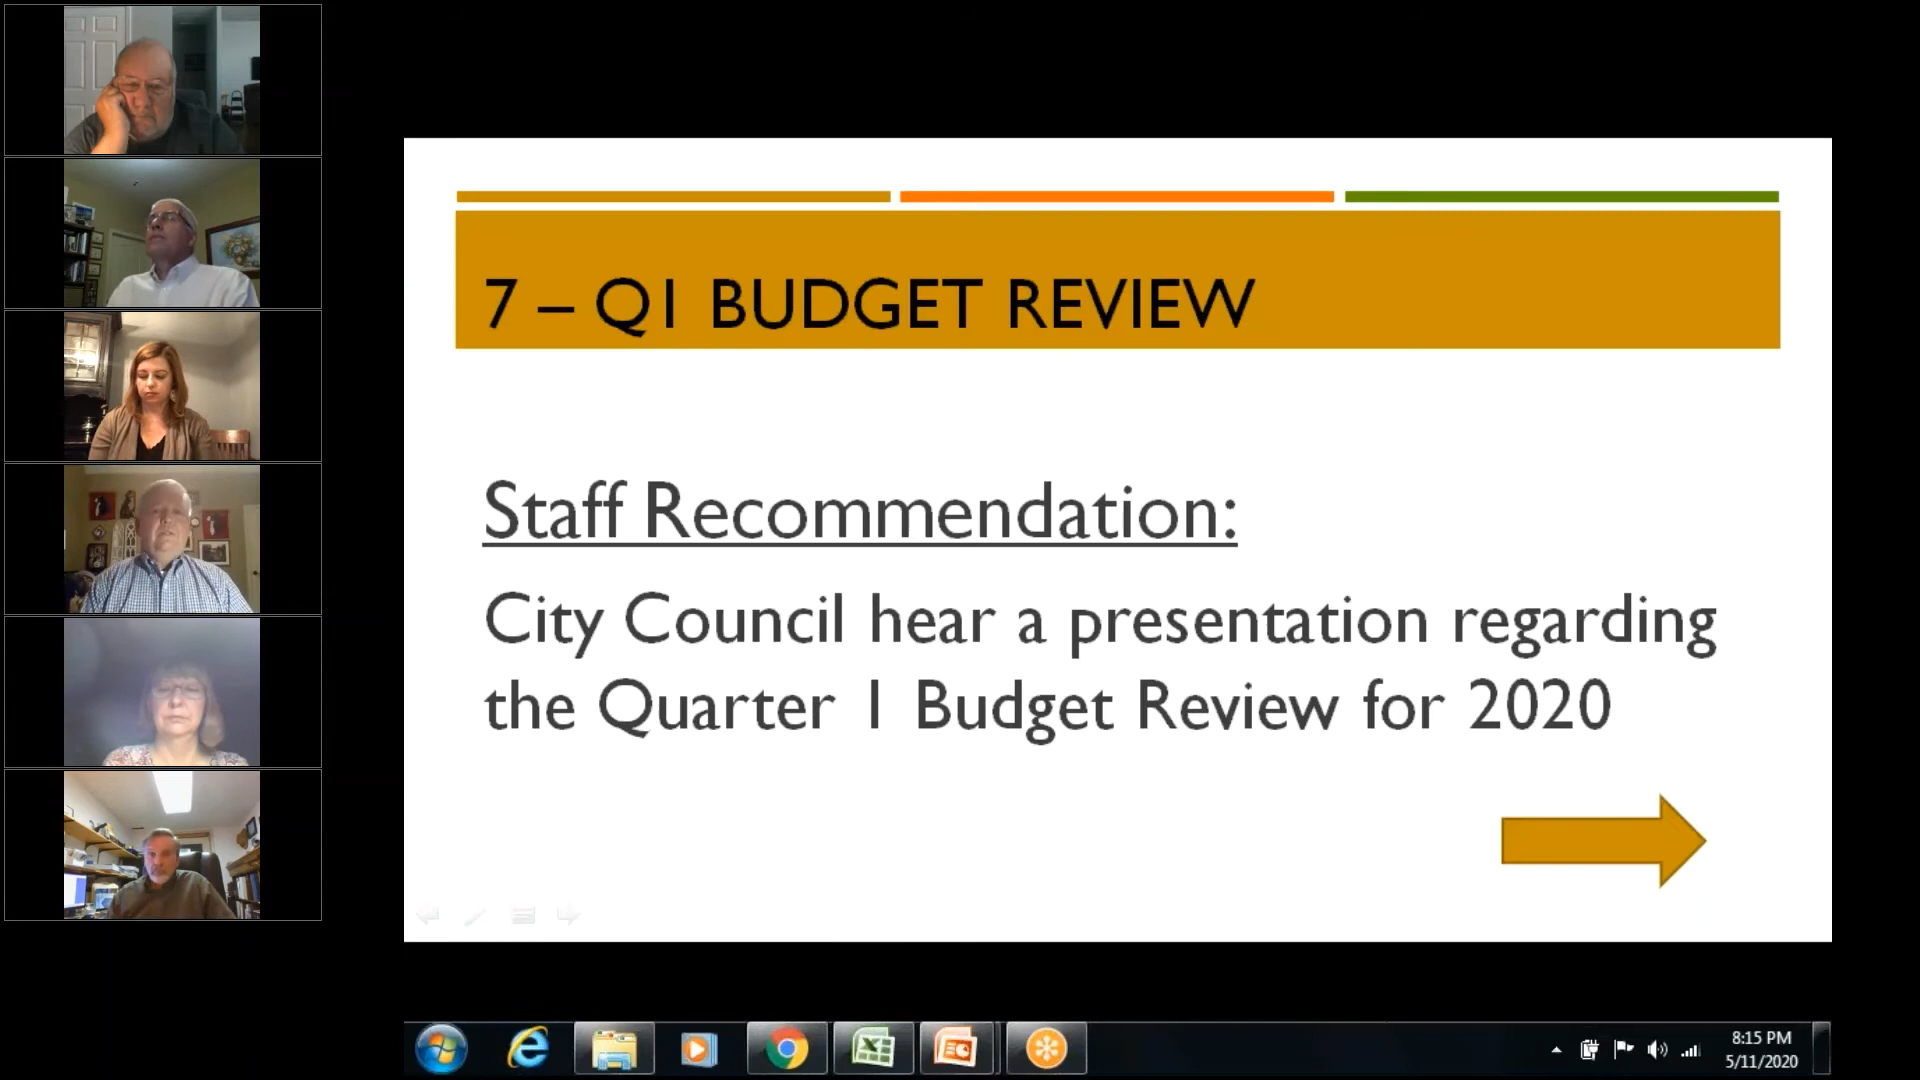 7 – Q1 BUDGET REVIEW
Staff Recommendation:
City Council hear a presentation regarding
the Quarter 1 Budget Review for 2020
8:15 PM
5/11/2020